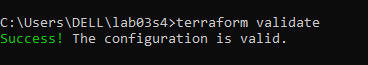 C:\Users\DELL\lab03s4>terraform validate
Success! The configuration is valid.